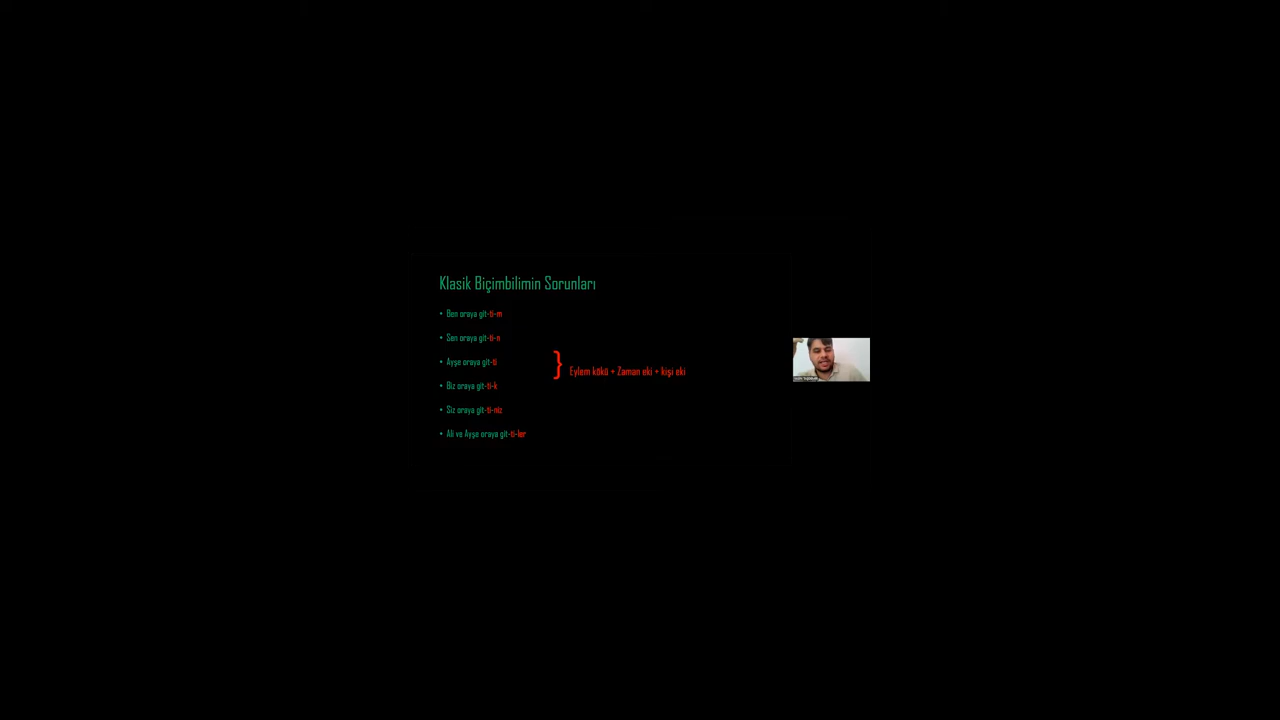 Klasik Biçimbilimin Sorunları
• Ben oraya git-ti-m
• Sen oraya git-ti-n
• Ayşe oraya git-ti
• Biz oraya git-ti-k
• Siz oraya git-ti-niz
• Ali ve Ayşe oraya git-ti-ler
} Eylem kökü + Zaman eki + kişi eki